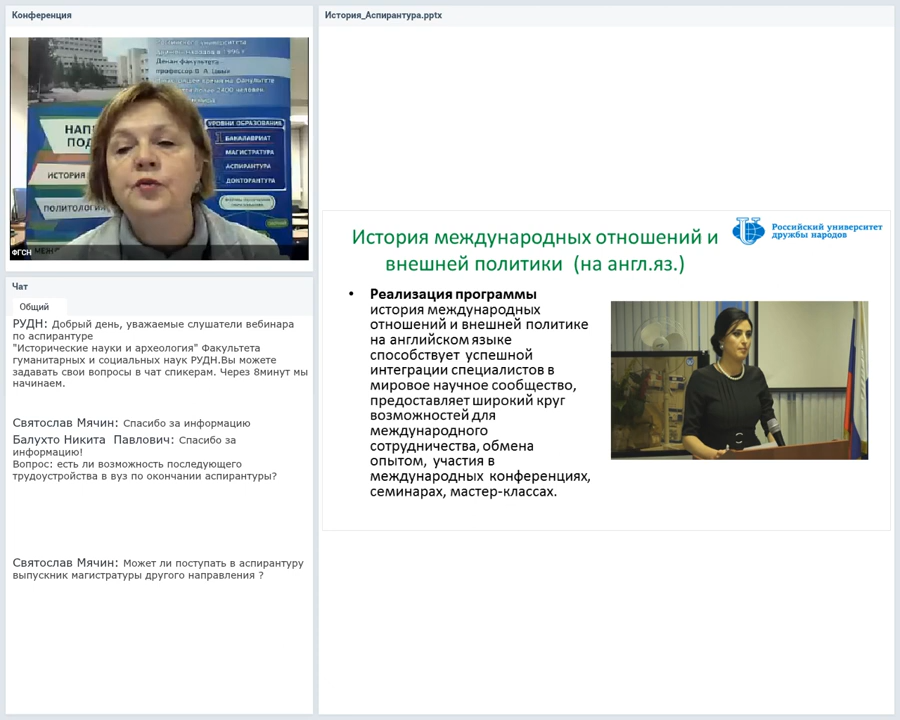 Конференция
История_Аспирантура.pptx
Декан факультета
профессор В. А. Цвык
УРОВНИ ОБРАЗОВАНИЯ
БАКАЛАВРИАТ
МАГИСТРАТУРА
АСПИРАНТУРА
ДОКТОРАНТУРА
НАП
ПОД
ИСТОРИЯ
ПОЛИТОЛОГИЯ
ФГСН
Чат
Общий
РУДН: Добрый день, уважаемые слушатели вебинара
по аспирантуре
"Исторические науки и археология" Факультета
гуманитарных и социальных наук РУДН.Вы можете
задавать свои вопросы в чат спикерам. Через 8минут мы
начинаем.
Святослав Мячин: Спасибо за информацию
Балухто Никита Павлович: Спасибо за
информацию!
Вопрос: есть ли возможность последующего
трудоустройства в вуз по окончании аспирантуры?
Святослав Мячин: Может ли поступать в аспирантуру
выпускник магистратуры другого направления ?
История международных отношений и
внешней политики (на англ.яз.)
Российский университет
дружбы народов
• Реализация программы
история международных
отношений и внешней политике
на английском языке
способствует успешной
интеграции специалистов в
мировое научное сообщество,
предоставляет широкий круг
возможностей для
международного
сотрудничества, обмена
опытом, участия в
международных конференциях,
семинарах, мастер-классах.